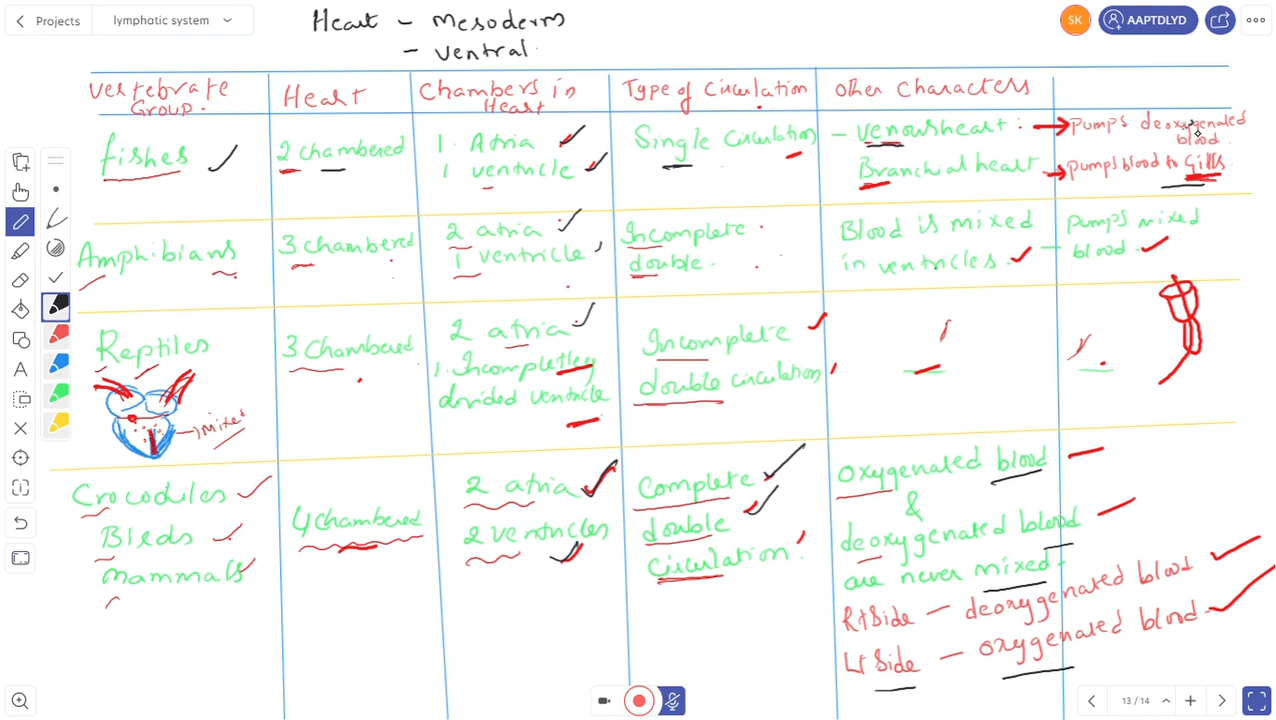 Projects
lymphatic system
SK
AAPTDLYD
Heart - Mesoderm
- ventral
Vertebrate Group.
Heart
Chambers in Heart
Type of Circulation
Other Characters
fishes
2 chambered
1. Atria
1 ventricle
Single Circulation
- venousheart :
Branchial heart
Pumps deoxygenated
blood
Pumps blood to Gills
Amphibians
3 chambered
2 atria
1 ventricle
Incomplete
double.
Blood is mixed
in ventricles.
- Pumps mixed
blood
Reptiles
3 Chambered
2 atria
1. Incompletley
divided ventricle
Incomplete
double circulation
-
-
mixed
Crocodiles
Birds
mammals
4 chambered
2 atria
2 ventricles
Complete
double
circulation.
Oxygenated blood
&
deoxygenated blood
are never mixed.
Rt Side - deoxygenated blood
Lt Side - oxygenated blood
13 / 14